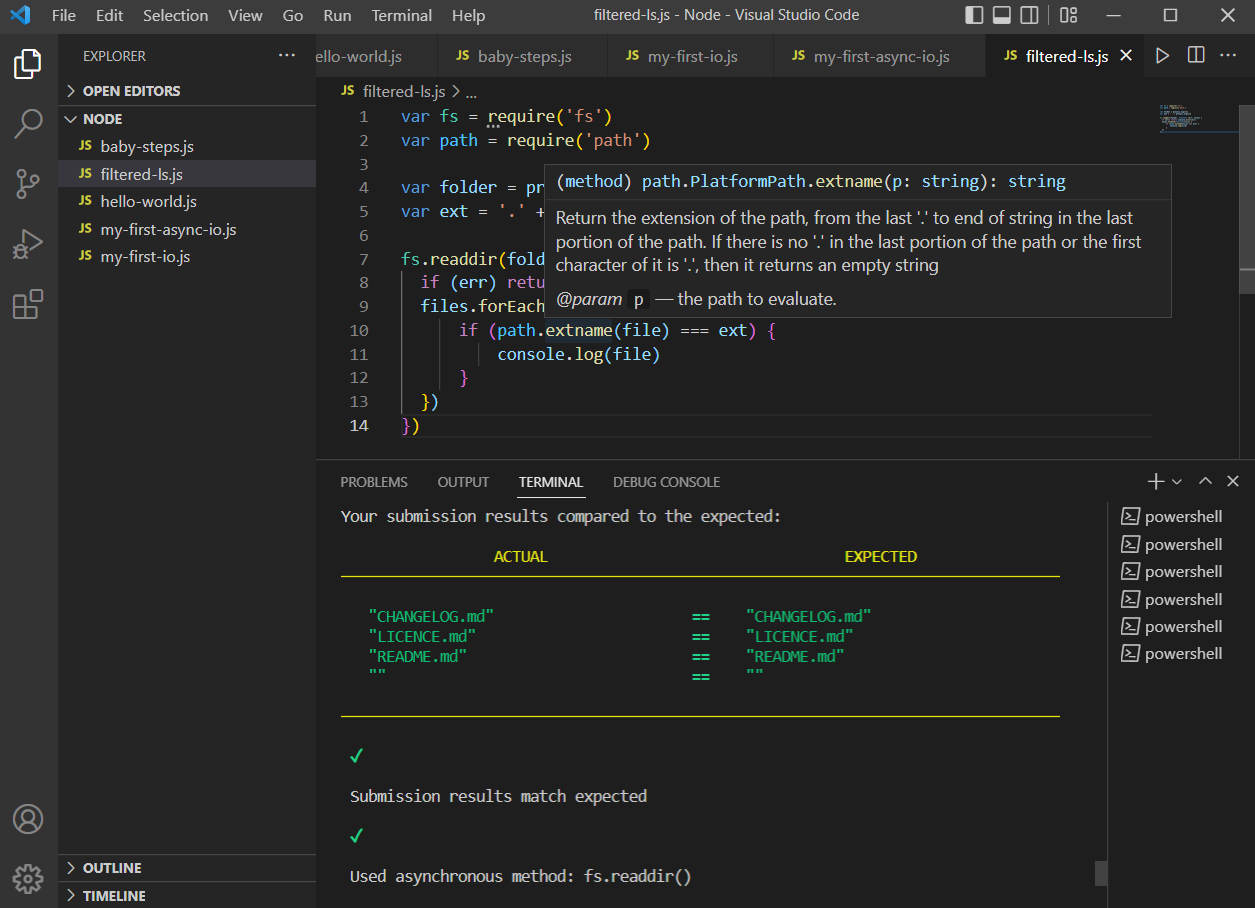 File Edit Selection View Go Run Terminal Help filtered-ls.js - Node - Visual Studio Code
EXPLORER
OPEN EDITORS
NODE
JS baby-steps.js
JS filtered-ls.js
JS hello-world.js
JS my-first-async-io.js
JS my-first-io.js
OUTLINE
TIMELINE
ello-world.js JS baby-steps.js JS my-first-io.js JS my-first-async-io.js JS filtered-ls.js
JS filtered-ls.js > ...
1 var fs = require('fs')
2 var path = require('path')
3
4 var folder = pr
5 var ext = '.' +
6
7 fs.readdir(fold
8 if (err) retu
9 files.forEach
10 if (path.extname(file) === ext) {
11 console.log(file)
12 }
13 })
14 })
(method) path.PlatformPath.extname(p: string): string
Return the extension of the path, from the last '.' to end of string in the last
portion of the path. If there is no '.' in the last portion of the path or the first
character of it is '.', then it returns an empty string
@param p — the path to evaluate.
PROBLEMS OUTPUT TERMINAL DEBUG CONSOLE
Your submission results compared to the expected:
ACTUAL EXPECTED
"CHANGELOG.md" == "CHANGELOG.md"
"LICENCE.md" == "LICENCE.md"
"README.md" == "README.md"
"" == ""
✓
Submission results match expected
✓
Used asynchronous method: fs.readdir()
powershell
powershell
powershell
powershell
powershell
powershell